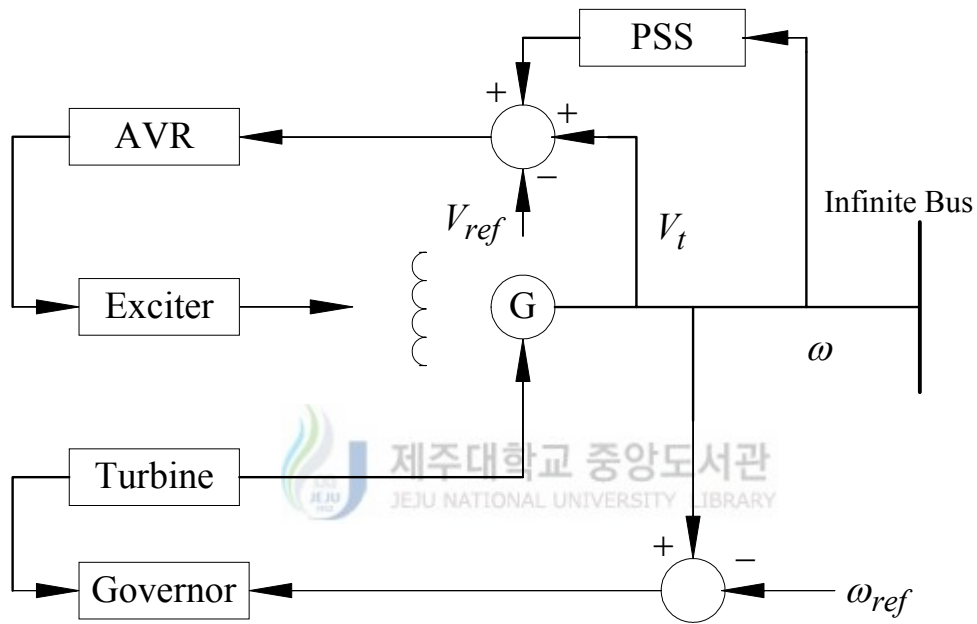 PSS
+
+
AVR
−
V_ref
V_t
Infinite Bus
Exciter
G
ω
제주대학교 중앙도서관
JEJU NATIONAL UNIVERSITY LIBRARY
Turbine
+
−
Governor
ω_ref